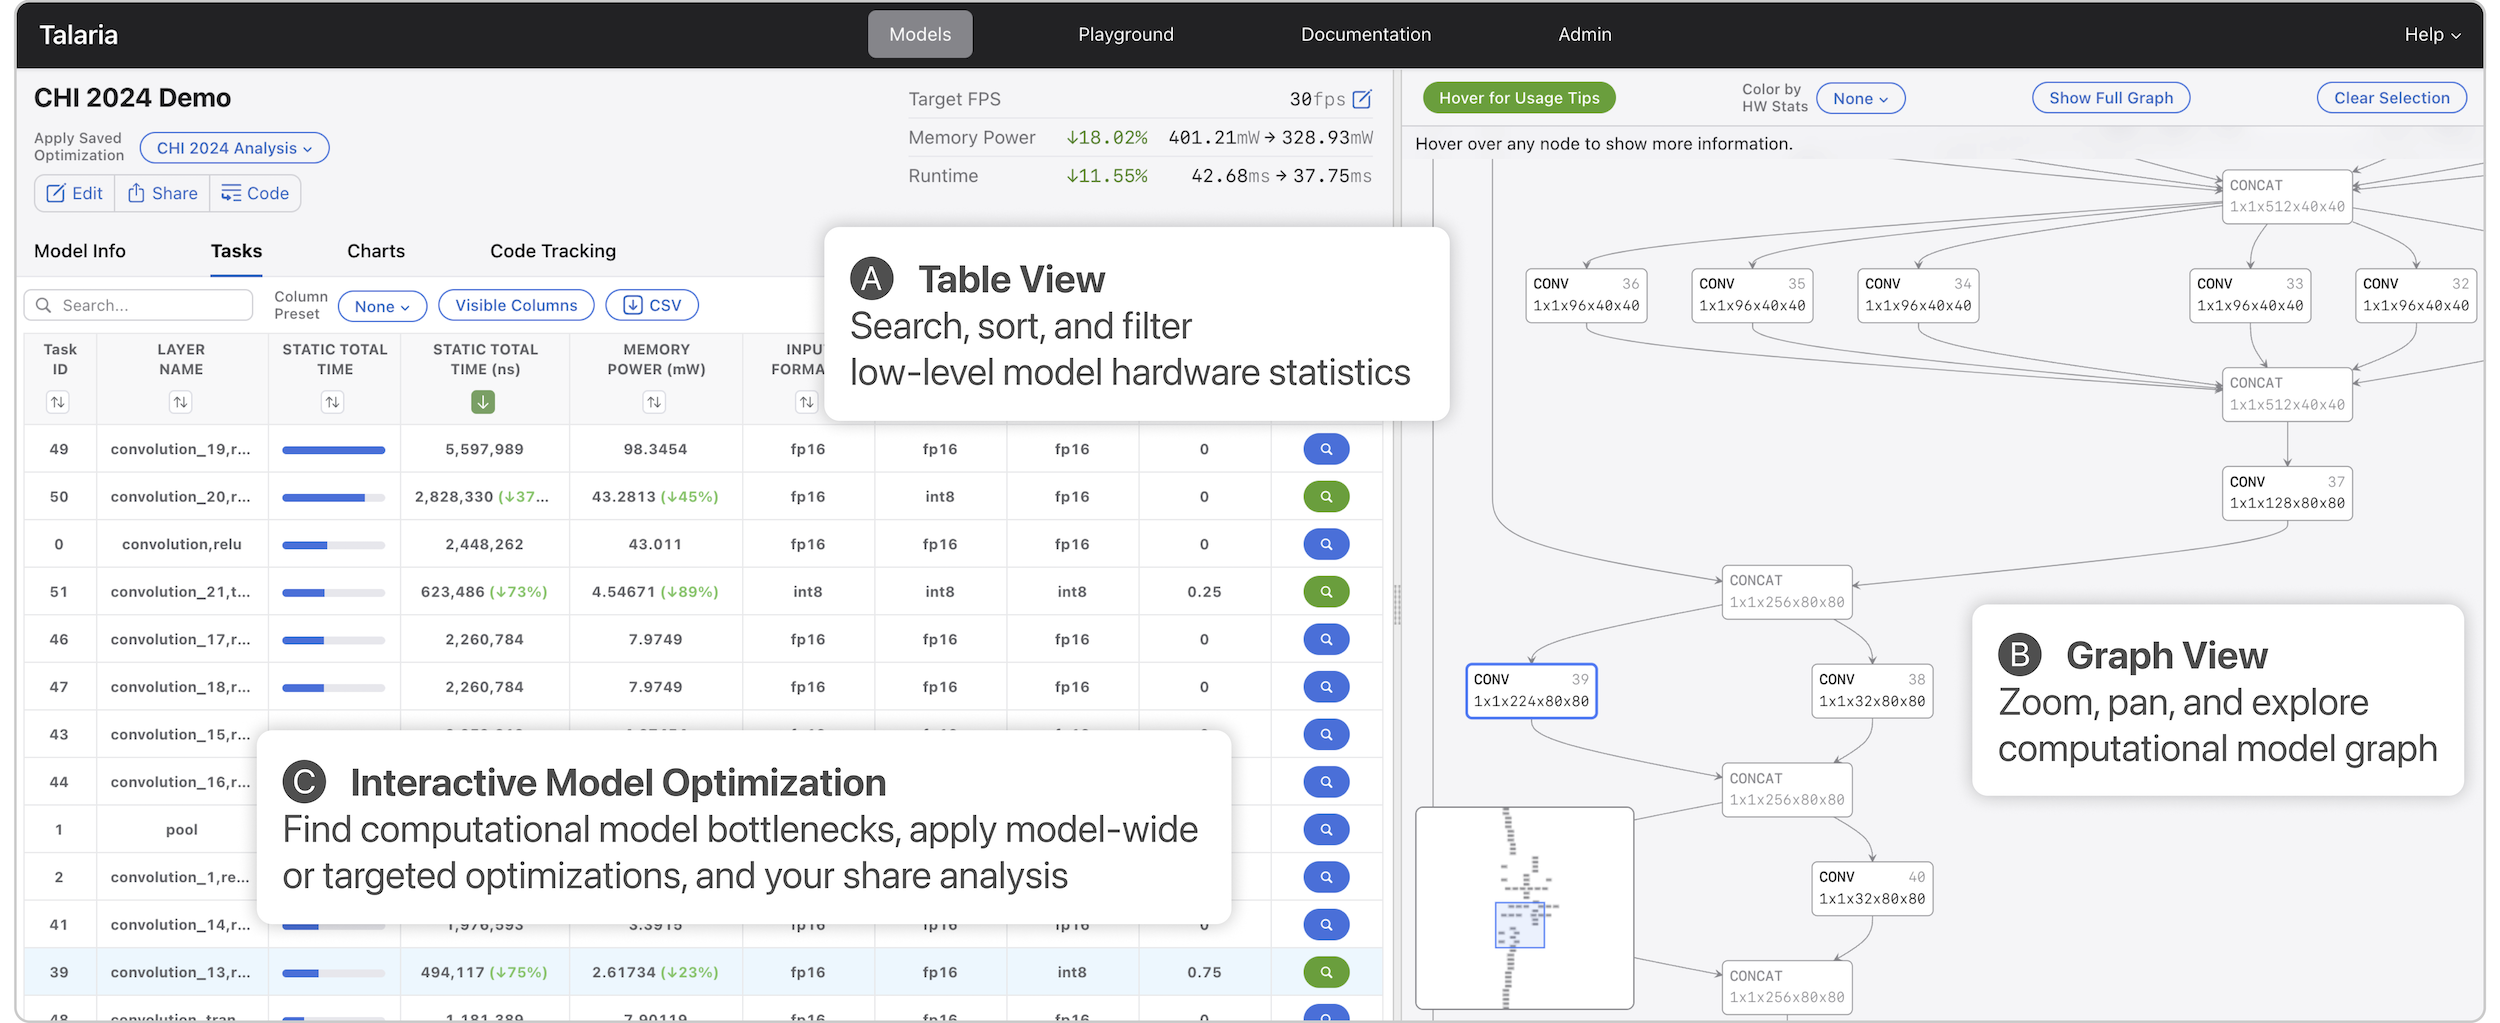 Talaria
Models
Playground
Documentation
Admin
Help
CHI 2024 Demo
Apply Saved
Optimization
CHI 2024 Analysis
Edit
Share
Code
Target FPS
30fps
Memory Power ↓18.02% 401.21mW → 328.93mW
Runtime ↓11.55% 42.68ms → 37.75ms
Model Info
Tasks
Charts
Code Tracking
Search...
Column
Preset
None
Visible Columns
CSV
Task
ID
LAYER
NAME
STATIC TOTAL
TIME
STATIC TOTAL
TIME (ns)
MEMORY
POWER (mW)
49 convolution_19,r... 5,597,989 98.3454 fp16 fp16 fp16 0
50 convolution_20,r... 2,828,330 (↓37... 43.2813 (↓45%) fp16 int8 fp16 0
0 convolution,relu 2,448,262 43.011 fp16 fp16 fp16 0
51 convolution_21,t... 623,486 (↓73%) 4.54671 (↓89%) int8 int8 int8 0.25
46 convolution_17,r... 2,260,784 7.9749 fp16 fp16 fp16 0
47 convolution_18,r... 2,260,784 7.9749 fp16 fp16 fp16 0
43 convolution_15,r...
44 convolution_16,r...
1 pool
2 convolution_1,re...
41 convolution_14,r... 1,976,593 3.3915 fp16 fp16 fp16 0
39 convolution_13,r... 494,117 (↓75%) 2.61734 (↓23%) fp16 fp16 int8 0.75
48 convolution_tran... 1,181,389 7.90119 fp16 fp16 fp16 0
A Table View
Search, sort, and filter
low-level model hardware statistics
C Interactive Model Optimization
Find computational model bottlenecks, apply model-wide
or targeted optimizations, and your share analysis
Hover for Usage Tips
Color by
HW Stats
None
Show Full Graph
Clear Selection
Hover over any node to show more information.
CONCAT
1x1x512x40x40
CONV 36
1x1x96x40x40
CONV 35
1x1x96x40x40
CONV 34
1x1x96x40x40
CONV 33
1x1x96x40x40
CONV 32
1x1x96x40x40
CONCAT
1x1x512x40x40
CONV 37
1x1x128x80x80
CONCAT
1x1x256x80x80
CONV 39
1x1x224x80x80
CONV 38
1x1x32x80x80
CONCAT
1x1x256x80x80
CONV 40
1x1x32x80x80
CONCAT
1x1x256x80x80
B Graph View
Zoom, pan, and explore
computational model graph